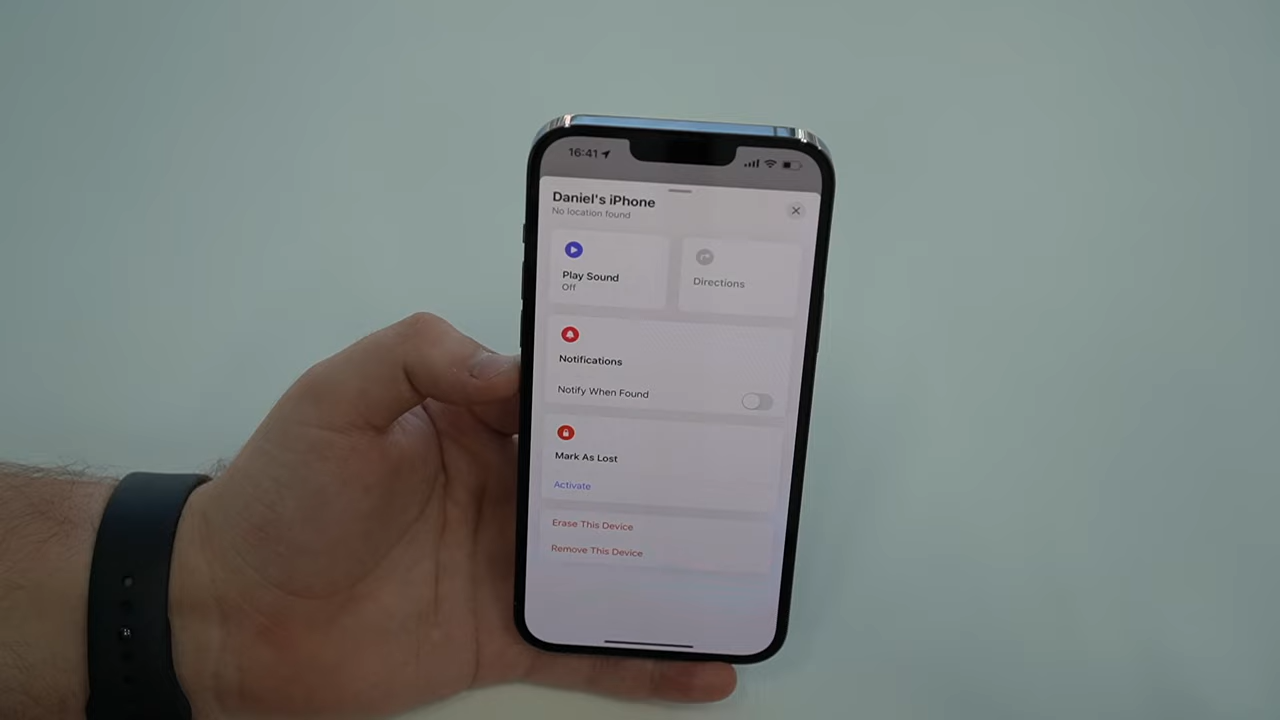 16:41
Daniel's iPhone
No location found
Play Sound
Off
Directions
Notifications
Notify When Found
Mark As Lost
Activate
Erase This Device
Remove This Device